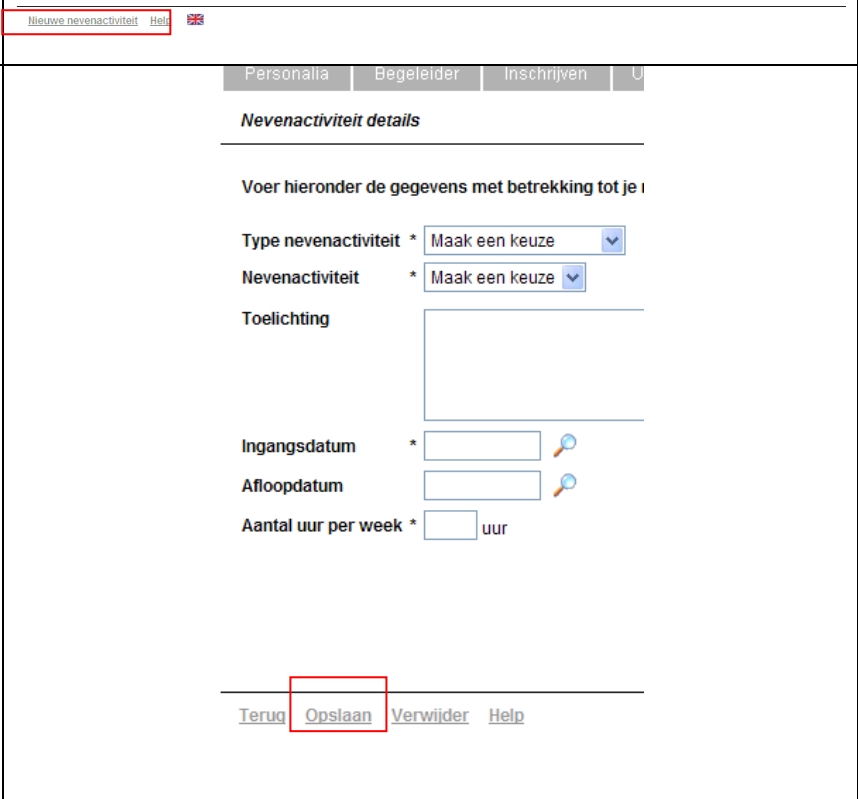 Nieuwe nevenactiviteit Help
Personalia Begeleider Inschrijven U
Nevenactiviteit details
Voer hieronder de gegevens met betrekking tot je
Type nevenactiviteit * Maak een keuze
Nevenactiviteit * Maak een keuze
Toelichting
Ingangsdatum *
Afloopdatum
Aantal uur per week * uur
Terug Opslaan Verwijder Help